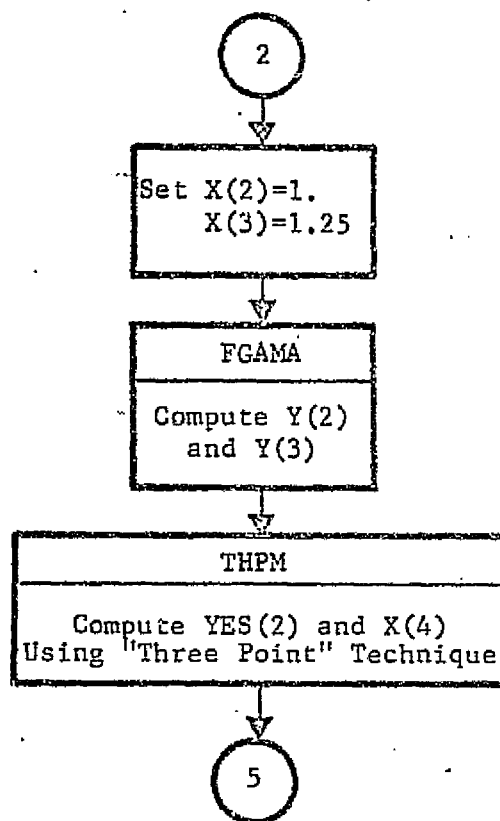 2
Set X(2)=1.
X(3)=1.25
FGAMA
Compute Y(2)
and Y(3)
THPM
Compute YES(2) and X(4)
Using "Three Point" Technique
5